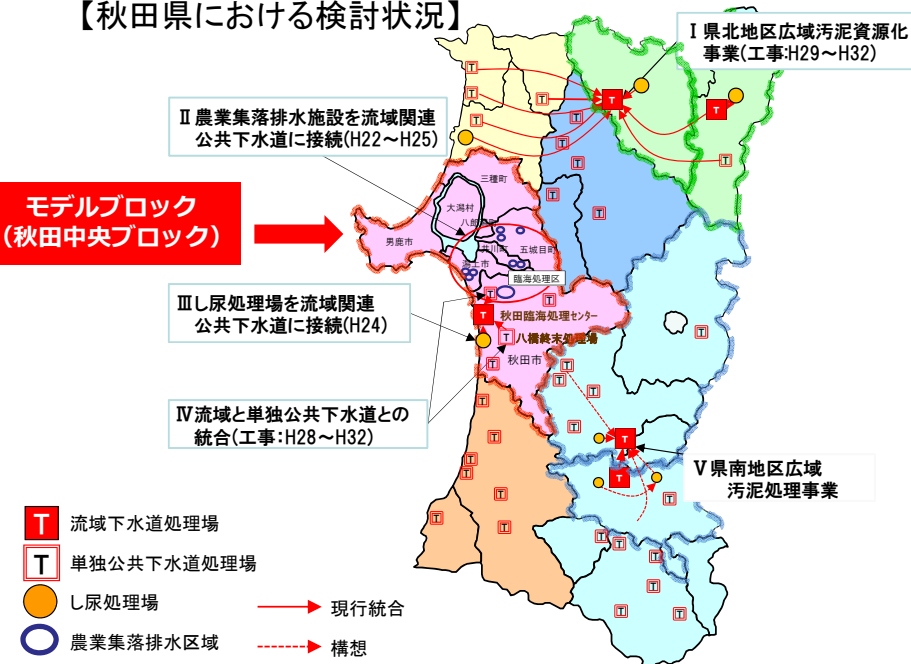 【秋田県における検討状況】
Ⅰ県北地区広域汚泥資源化
事業(工事:H29～H32)
Ⅱ農業集落排水施設を流域関連
公共下水道に接続(H22～H25)
モデルブロック
(秋田中央ブロック)
三種町
大潟村
男鹿市
井川町
五城目町
臨海処理区
Ⅲし尿処理場を流域関連
公共下水道に接続(H24)
秋田臨海処理センター
八橋終末処理場
秋田市
Ⅳ流域と単独公共下水道との
統合(工事：H28～H32)
Ⅴ県南地区広域
汚泥処理事業
T 流域下水道処理場
T 単独公共下水道処理場
し尿処理場
現行統合
農業集落排水区域
構想